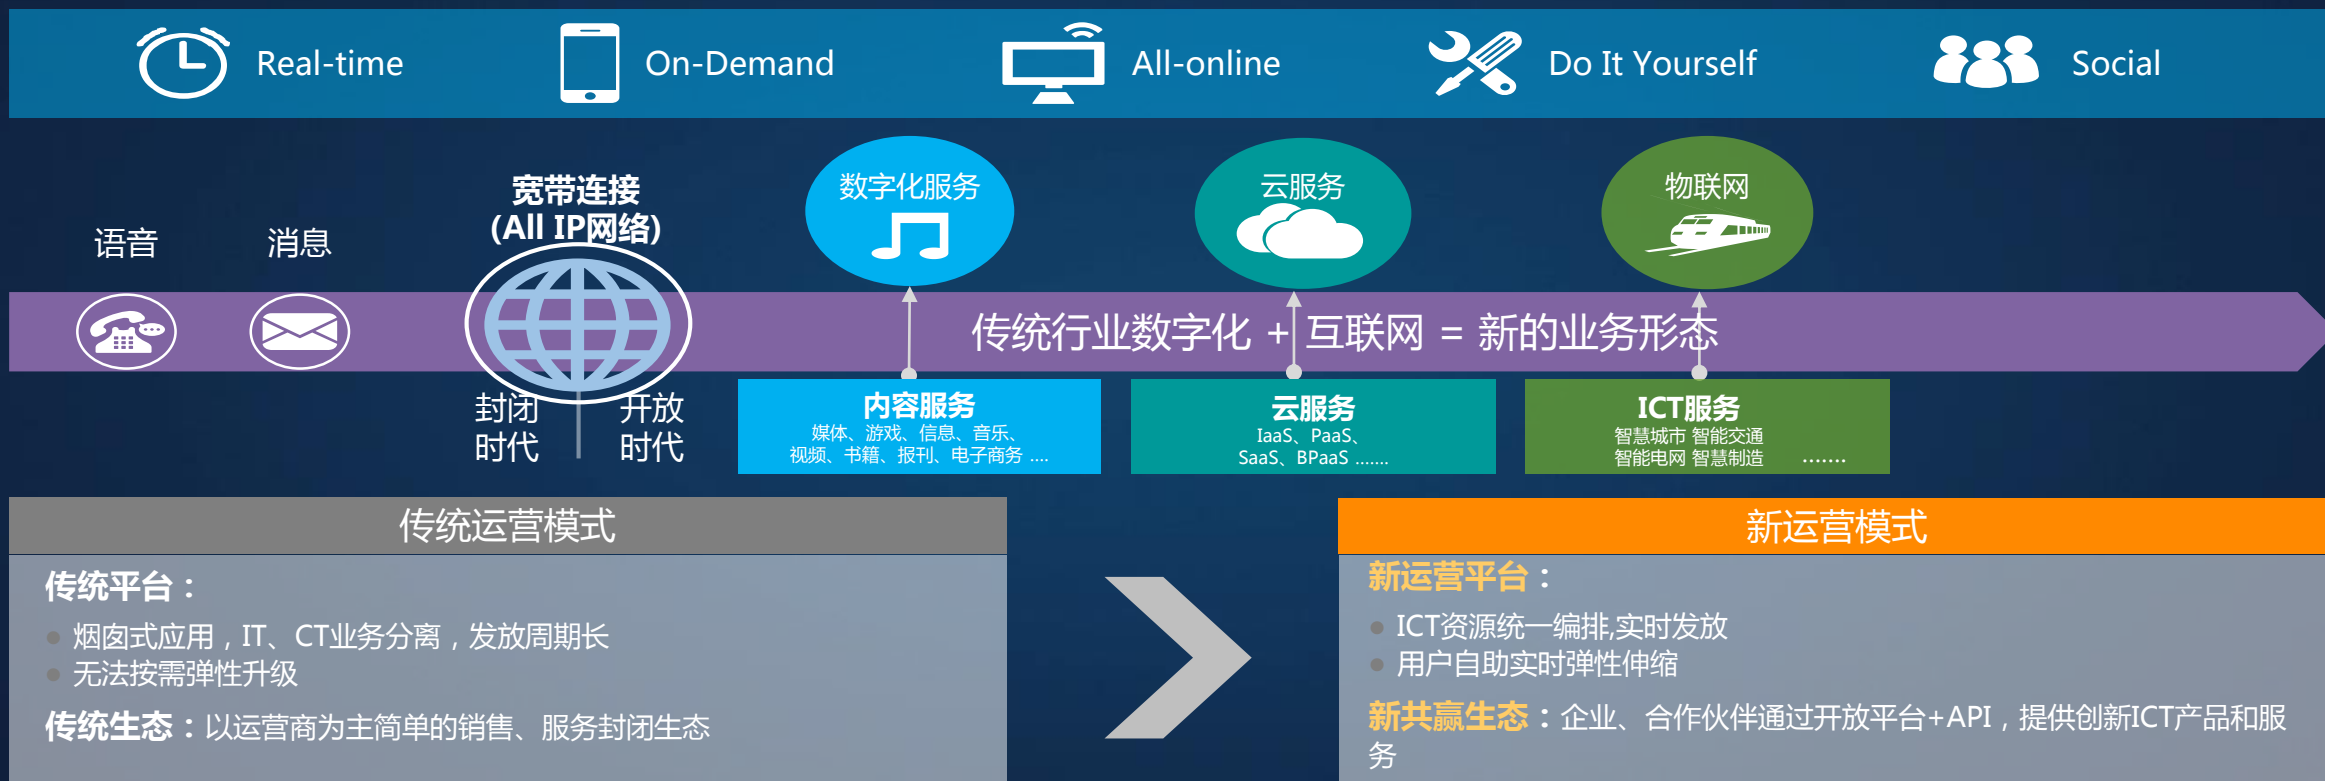 Real-time
On-Demand
All-online
Do It Yourself
Social
语音
消息
宽带连接
(All IP网络)
数字化服务
云服务
物联网
传统行业数字化 + 互联网 = 新的业务形态
封闭
时代
开放
时代
内容服务
媒体、游戏、信息、音乐、
视频、书籍、报刊、电子商务 ....
云服务
IaaS、PaaS、
SaaS、BPaaS .......
ICT服务
智慧城市 智能交通
智能电网 智慧制造 .......
传统运营模式
传统平台：
烟囱式应用，IT、CT业务分离，发放周期长
无法按需弹性升级
传统生态：以运营商为主简单的销售、服务封闭生态
新运营模式
新运营平台：
ICT资源统一编排,实时发放
用户自助实时弹性伸缩
新共赢生态：企业、合作伙伴通过开放平台+API，提供创新ICT产品和服
务